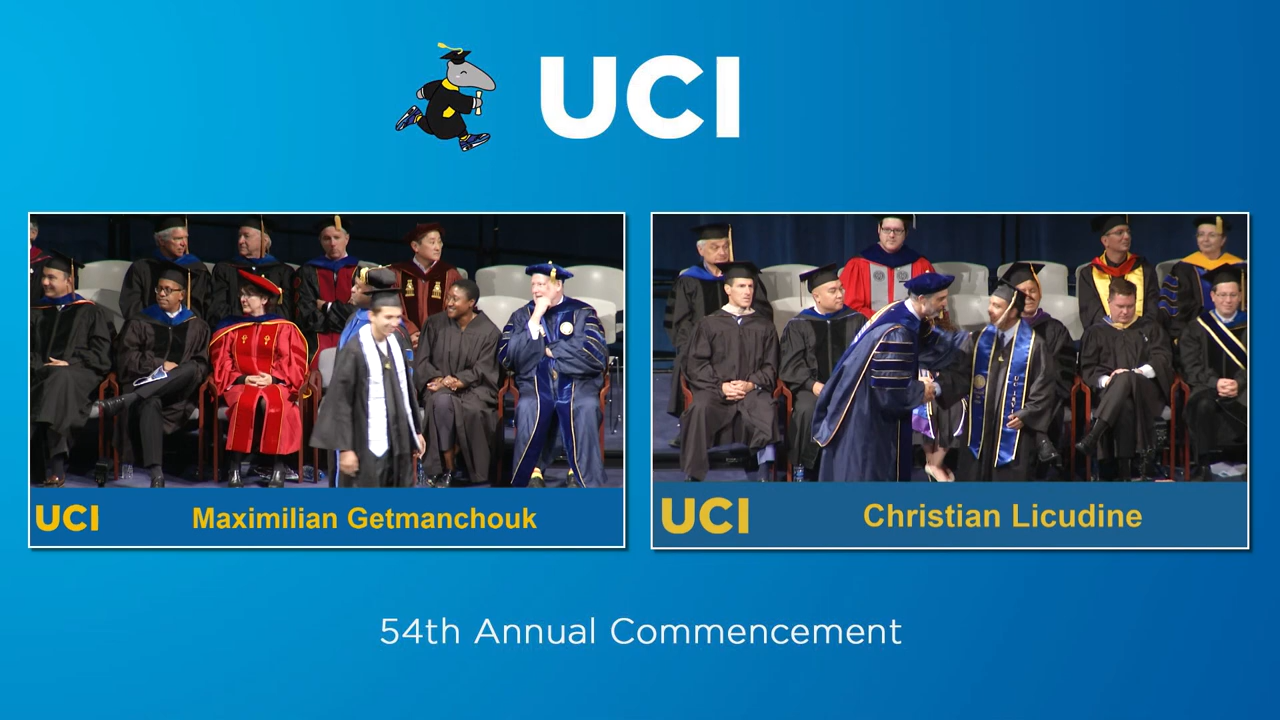 UCI
UCI
Maximilian Getmanchouk
UCI
Christian Licudine
54th Annual Commencement